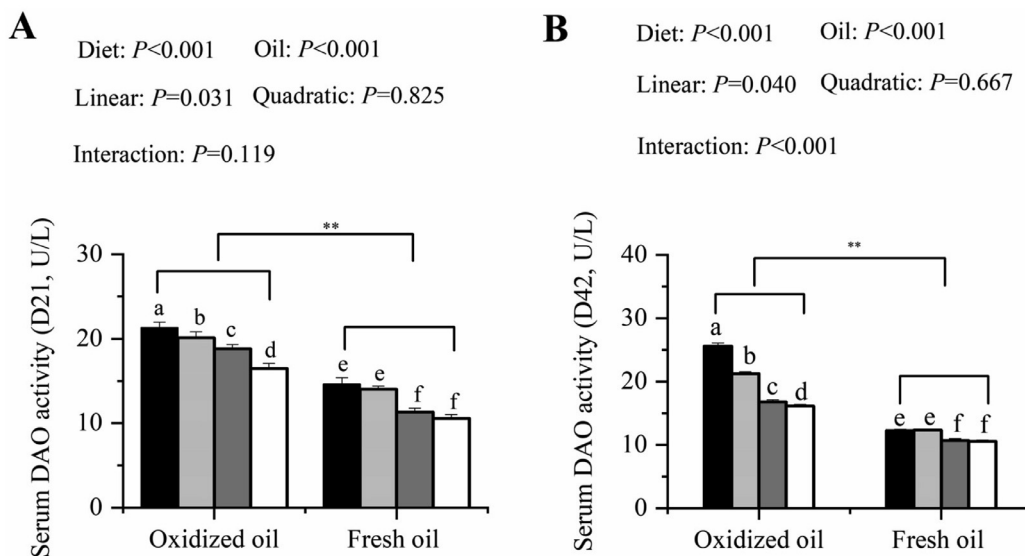 A
Diet: P<0.001 Oil: P<0.001
Linear: P=0.031 Quadratic: P=0.825
Interaction: P=0.119
Serum DAO activity (D21, U/L)
30
20
10
0
**
a
b
c
d
e
e
f
f
Oxidized oil Fresh oil
B
Diet: P<0.001 Oil: P<0.001
Linear: P=0.040 Quadratic: P=0.667
Interaction: P<0.001
Serum DAO activity (D42, U/L)
40
30
20
10
0
**
a
b
c
d
e
e
f
f
Oxidized oil Fresh oil